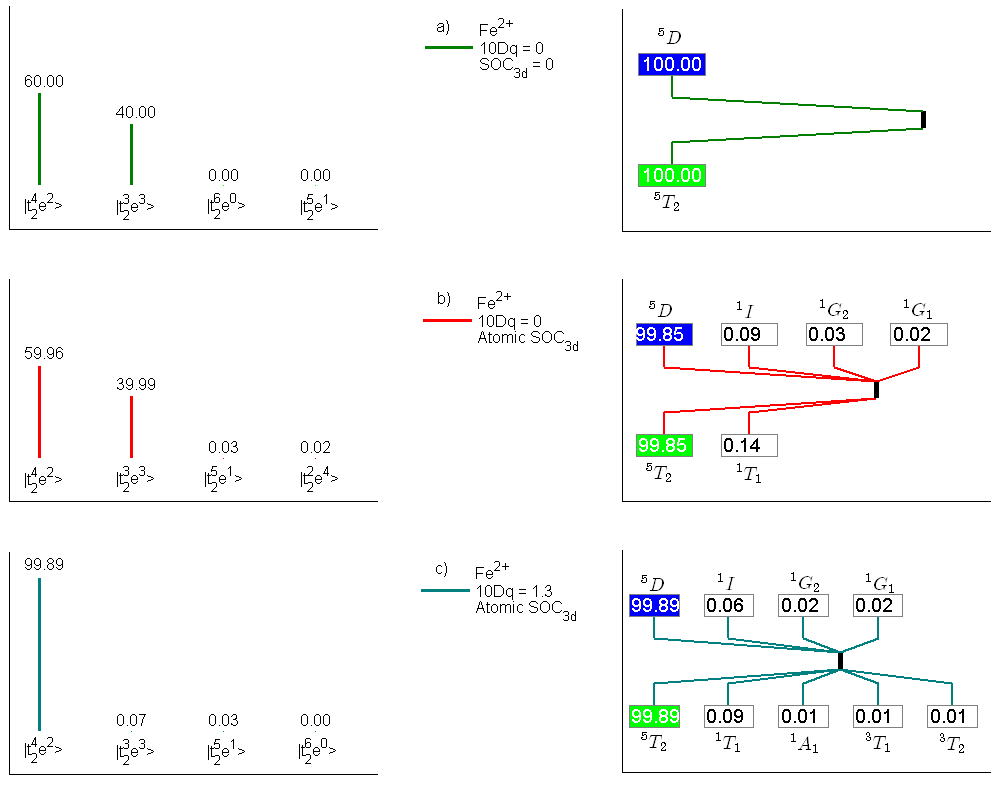 a)
Fe2+
10Dq = 0
SOC3d = 0
60.00
40.00
0.00
0.00
|t24e2>
|t23e3>
|t26e0>
|t25e1>
5D
100.00
100.00
5T2
b)
Fe2+
10Dq = 0
Atomic SOC3d
59.96
39.99
0.03
0.02
|t24e2>
|t23e3>
|t25e1>
|t22e4>
5D 1I 1G2 1G1
99.85 0.09 0.03 0.02
99.85 0.14
5T2 1T1
c)
Fe2+
10Dq = 1.3
Atomic SOC3d
99.89
0.07
0.03
0.00
|t24e2>
|t23e3>
|t25e1>
|t26e0>
5D 1I 1G2 1G1
99.89 0.06 0.02 0.02
99.89 0.09 0.01 0.01 0.01
5T2 1T1 1A1 3T1 3T2